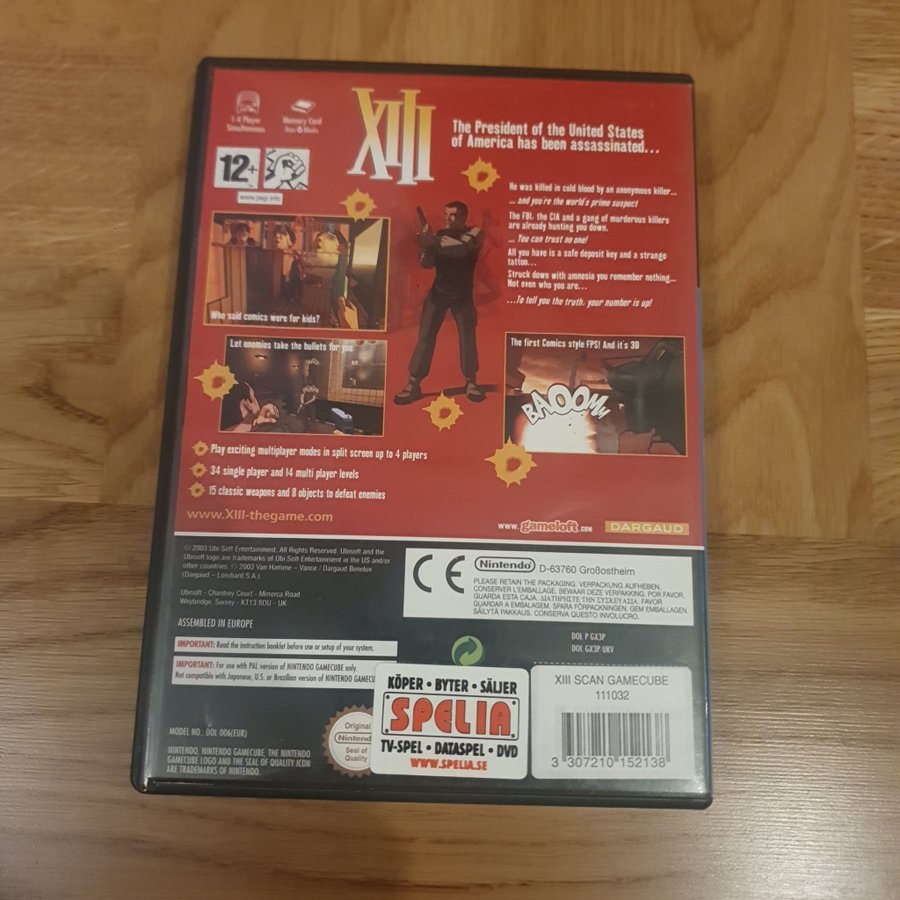 1-4 Player
Simultaneous
Memory Card
Use 6 Blocks
XIII
The President of the United States
of America has been assassinated...
12+
www.pegi.info
He was killed in cold blood by an anonymous killer...
... and you're the world's prime suspect
The FBI, the CIA and a gang of murderous killers
are already hunting you down.
... You can trust no one!
All you have is a safe deposit key and a strange
tattoo...
Struck down with amnesia you remember nothing...
Not even who you are...
...To tell you the truth, your number is up!
Who said comics were for kids?
Let enemies take the bullets for you
The first Comics style FPS! And it's 3D
BAOOMW
Play exciting multiplayer modes in split screen up to 4 players
34 single player and 14 multi player levels
15 classic weapons and 8 objects to defeat enemies
www.XIII-thegame.com
www.gameloft.com
DARGAUD
© 2003 Ubi Soft Entertainment. All Rights Reserved. Ubisoft and the
Ubisoft logo are trademarks of Ubi Soft Entertainment in the US and/or
other countries. © 2003 Van Hamme - Vance / Dargaud Benelux
(Dargaud - Lombard S.A.)
Ubisoft - Chantrey Court - Minorca Road
Weybridge, Surrey - KT13 8DU - UK
ASSEMBLED IN EUROPE
CE
Nintendo D-63760 Großostheim
PLEASE RETAIN THE PACKAGING. VERPACKUNG AUFHEBEN.
CONSERVER L'EMBALLAGE. BEWAAR DEZE VERPAKKING. POR FAVOR,
GUARDA ESTA CAJA. ΔΙΑΤΗΡΗΣΤΕ ΤΗΝ ΣΥΣΚΕΥΑΣΙΑ. FAVOR
GUARDAR A EMBALAGEM. SPARA FÖRPACKNINGEN. GEM EMBALLAGEN.
SÄILYTÄ PAKKAUS. CONSERVA QUESTO INVOLUCRO.
DOL P GX3P
DOL GX3P UKV
IMPORTANT: Read the instruction booklet before use or setup of your system.
IMPORTANT: For use with PAL version of NINTENDO GAMECUBE only.
Not compatible with Japanese, U.S. or Brazilian version of NINTENDO GAMECU
MODEL NO.: DOL-006(EUR)
NINTENDO, NINTENDO GAMECUBE, THE NINTENDO
GAMECUBE LOGO AND THE SEAL OF QUALITY ICON
ARE TRADEMARKS OF NINTENDO.
Original
Nintend
Seal of
Quality
KÖPER • BYTER • SÄLJER
SPELIA
TV-SPEL • DATASPEL • DVD
WWW.SPELIA.SE
XIII SCAN GAMECUBE
111032
3 307210 152138